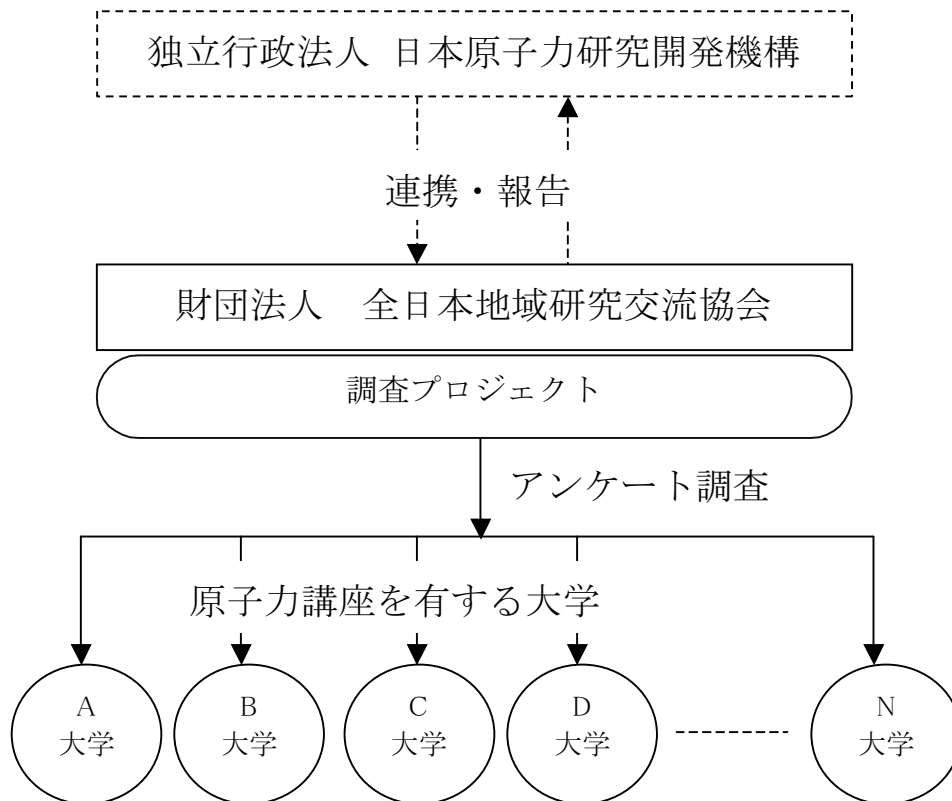 独立行政法人 日本原子力研究開発機構
連携・報告
財団法人　全日本地域研究交流協会
調査プロジェクト
アンケート調査
原子力講座を有する大学
A
大学
B
大学
C
大学
D
大学
N
大学